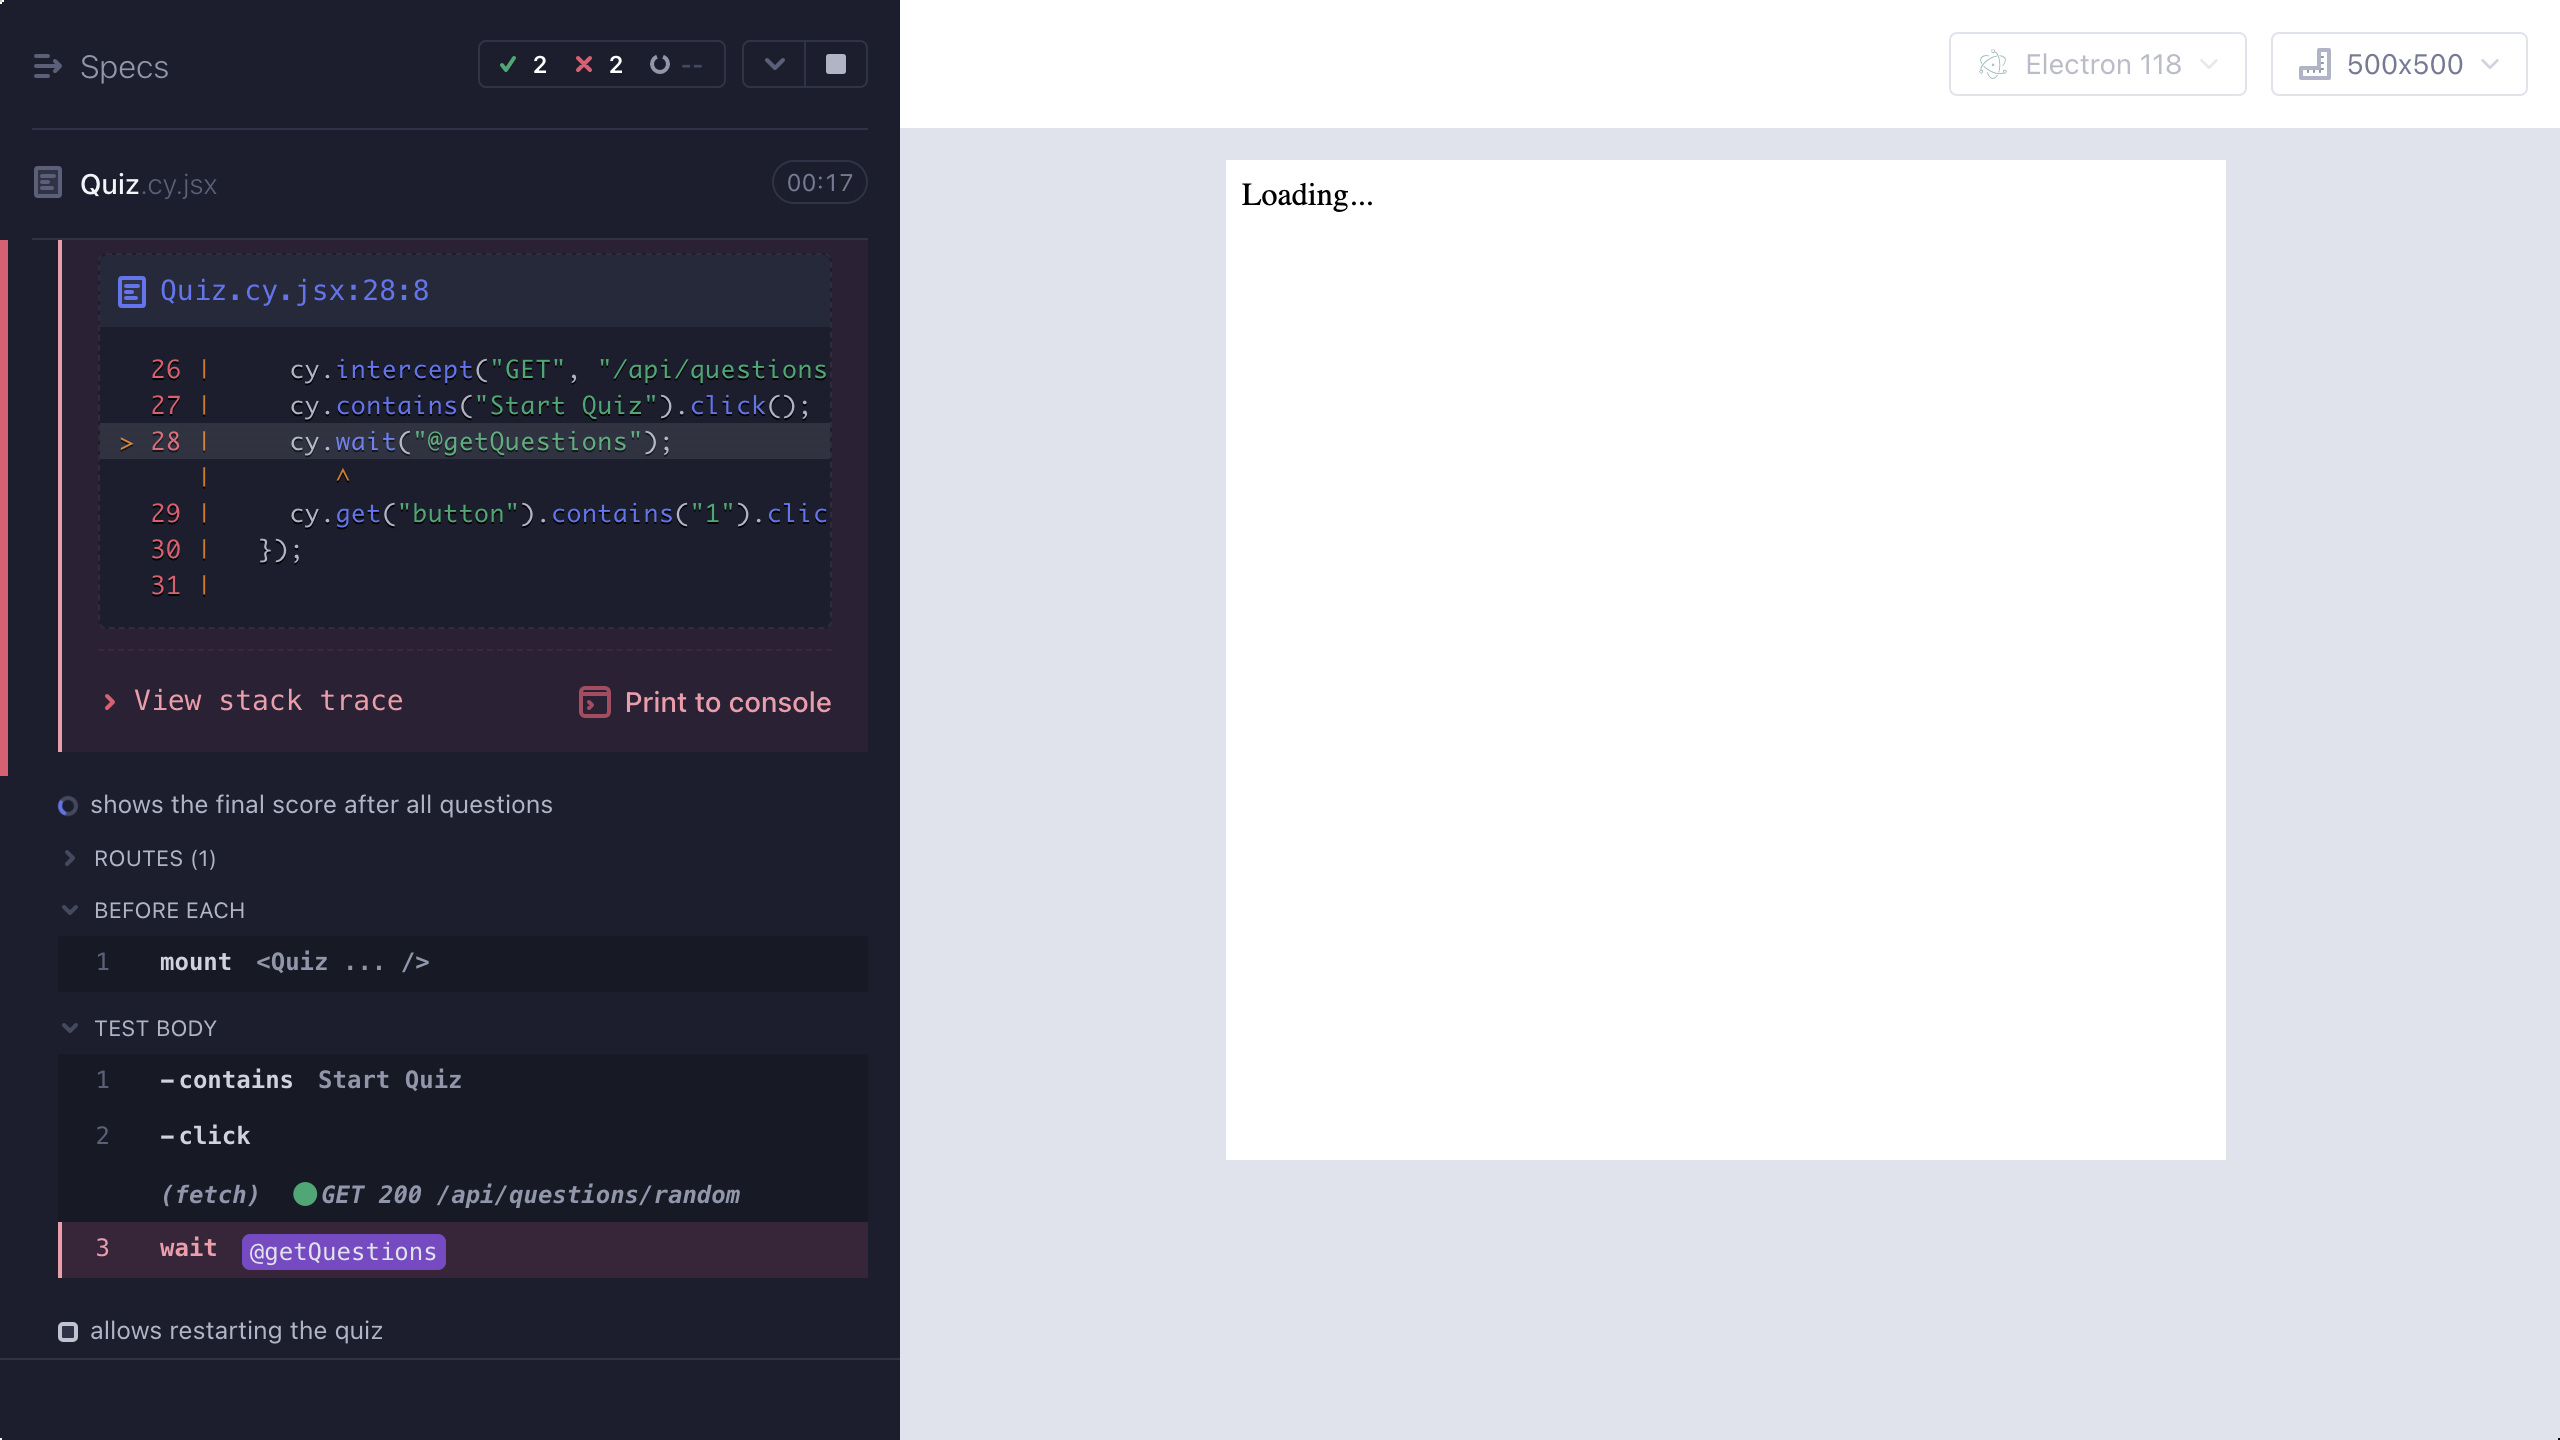 Specs
2 2 --
Electron 118
500x500
Quiz.cy.jsx
00:17
Quiz.cy.jsx:28:8
26 | cy.intercept("GET", "/api/questions
27 | cy.contains("Start Quiz").click();
> 28 | cy.wait("@getQuestions");
| ^
29 | cy.get("button").contains("1").clic
30 | });
31 |
View stack trace
Print to console
shows the final score after all questions
ROUTES (1)
BEFORE EACH
1 mount <Quiz ... />
TEST BODY
1 -contains Start Quiz
2 -click
(fetch) GET 200 /api/questions/random
3 wait @getQuestions
allows restarting the quiz
Loading...